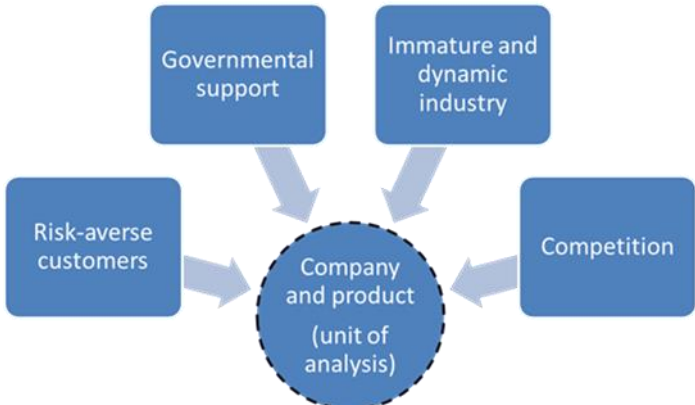 Governmental
support
Immature and
dynamic
industry
Risk-averse
customers
Company
and product
(unit of
analysis)
Competition